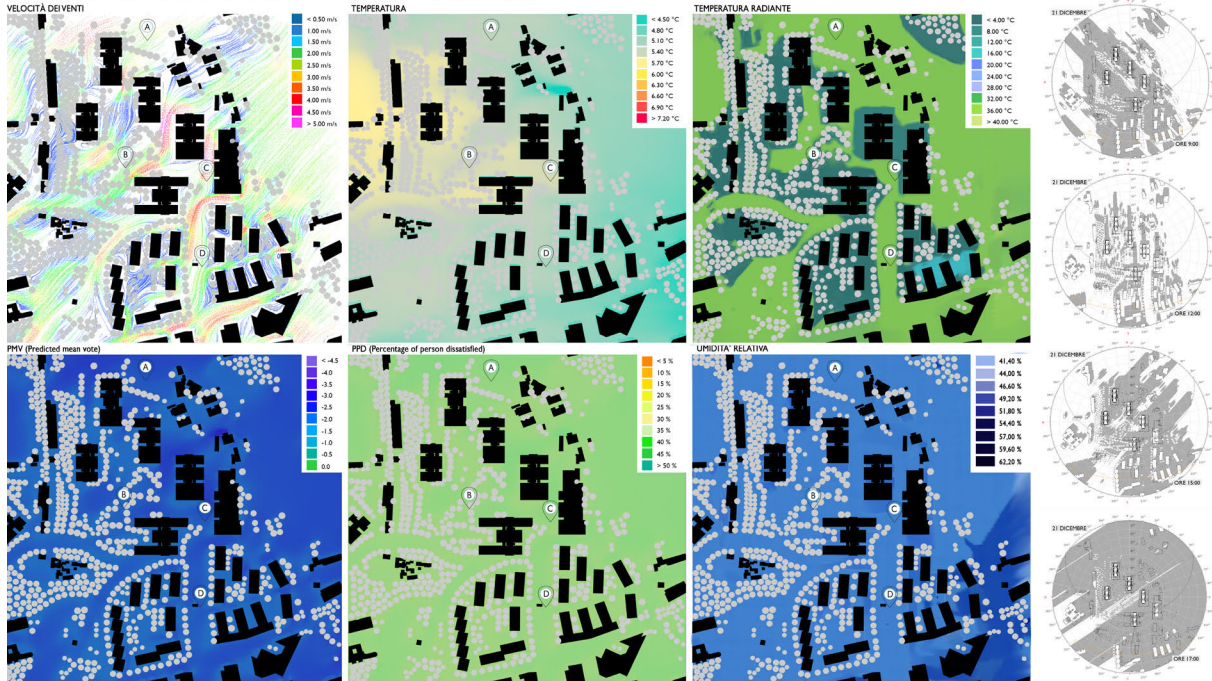 VELOCITÀ DEI VENTI
A
B
C
D
< 0.50 m/s
1.00 m/s
1.50 m/s
2.00 m/s
2.50 m/s
3.00 m/s
3.50 m/s
4.00 m/s
4.50 m/s
> 5.00 m/s
TEMPERATURA
A
B
C
D
< 4.50 °C
4.80 °C
5.10 °C
5.40 °C
5.70 °C
6.00 °C
6.30 °C
6.60 °C
6.90 °C
> 7.20 °C
TEMPERATURA RADIANTE
A
B
C
D
< 4.00 °C
8.00 °C
12.00 °C
16.00 °C
20.00 °C
24.00 °C
28.00 °C
32.00 °C
36.00 °C
> 40.00 °C
21 DICEMBRE
ORE 9:00
21 DICEMBRE
ORE 12:00
PMV (Predicted mean vote)
A
B
C
D
< -4.5
-4.0
-3.5
-3.0
-2.5
-2.0
-1.5
-1.0
-0.5
0.0
PPD (Percentage of person dissatisfied)
A
B
C
D
< 5 %
10 %
15 %
20 %
25 %
30 %
35 %
40 %
45 %
> 50 %
UMIDITA' RELATIVA
A
B
C
D
41,40 %
44,00 %
46,60 %
49,20 %
51,80 %
54,40 %
57,00 %
59,60 %
62,20 %
21 DICEMBRE
ORE 15:00
21 DICEMBRE
ORE 17:00